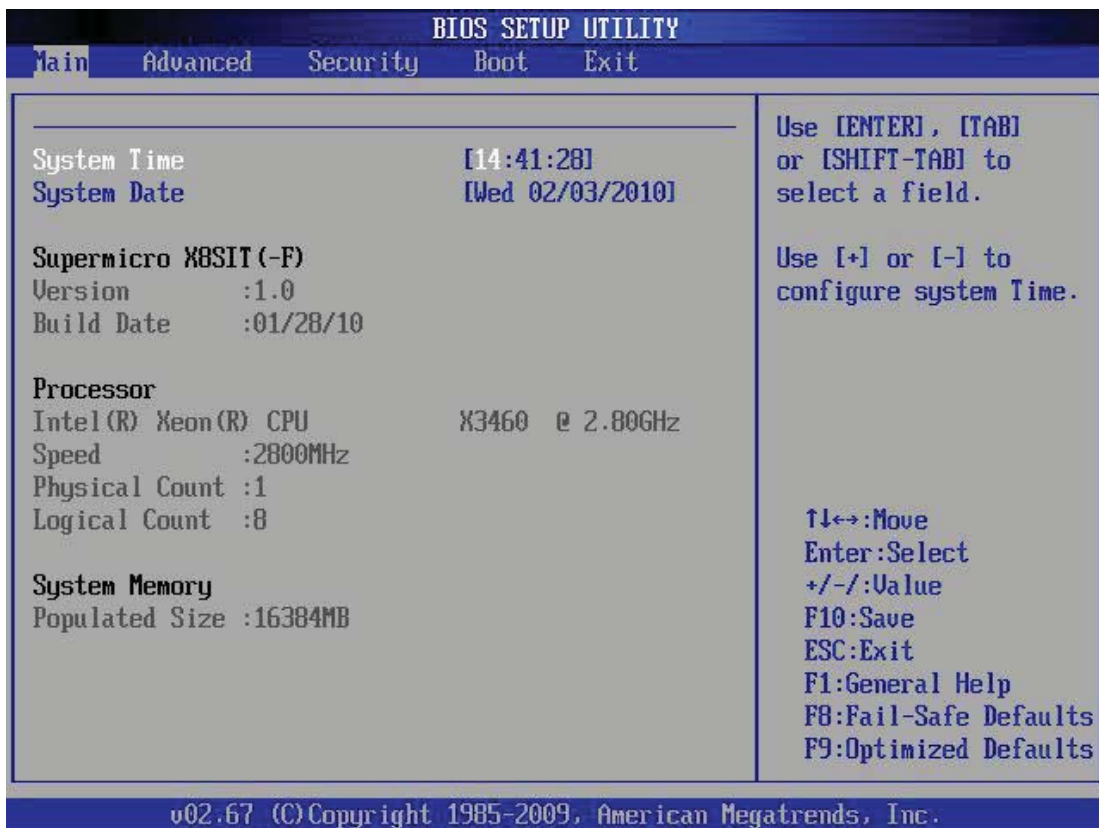 BIOS SETUP UTILITY
Main Advanced Security Boot Exit
System Time [14:41:28]
System Date [Wed 02/03/2010]
Supermicro X8SIT(-F)
Version :1.0
Build Date :01/28/10
Processor
Intel(R) Xeon(R) CPU X3460 @ 2.80GHz
Speed :2800MHz
Physical Count :1
Logical Count :8
System Memory
Populated Size :16384MB
Use [ENTER], [TAB]
or [SHIFT-TAB] to
select a field.
Use [+] or [-] to
configure system Time.
↑↓←→:Move
Enter:Select
+/-/:Value
F10:Save
ESC:Exit
F1:General Help
F8:Fail-Safe Defaults
F9:Optimized Defaults
v02.67 (C)Copyright 1985-2009, American Megatrends, Inc.